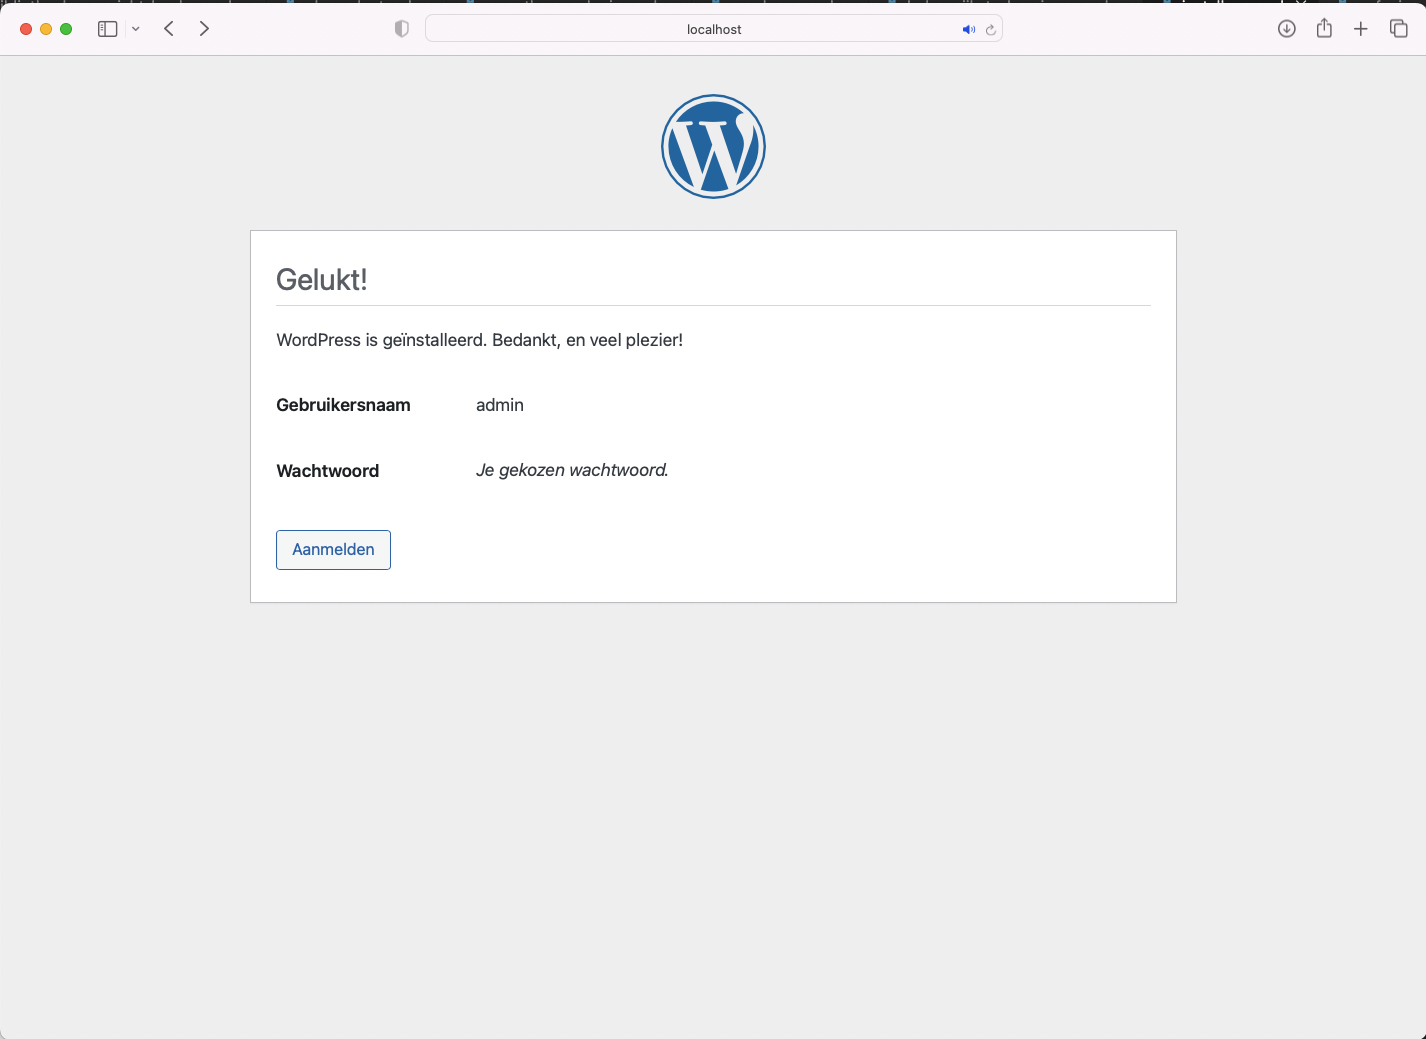 localhost
Gelukt!
WordPress is geïnstalleerd. Bedankt, en veel plezier!
Gebruikersnaam admin
Wachtwoord Je gekozen wachtwoord.
Aanmelden